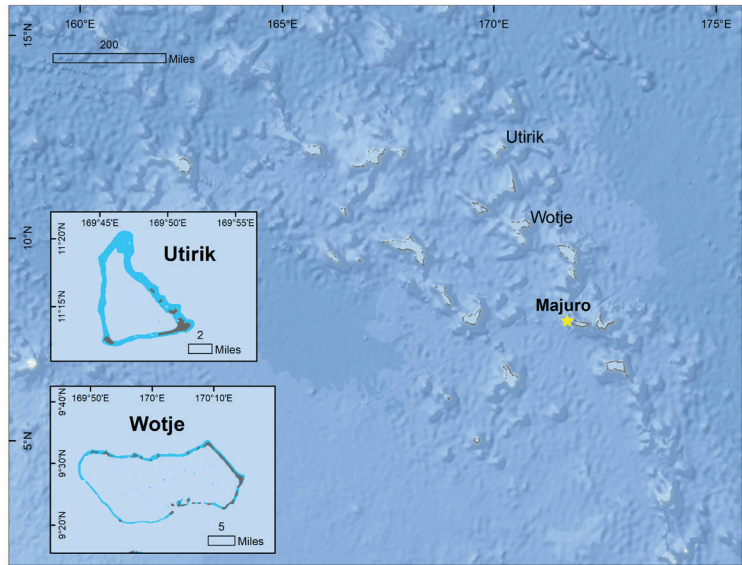 160°E 165°E 170°E 175°E
15°N
200
Miles
Utirik
Wotje
10°N
Majuro
5°N
169°45'E 169°50'E 169°55'E
11°20'N
Utirik
11°15'N
2
Miles
169°50'E 170°0'E 170°10'E
9°40'N
Wotje
9°30'N
9°20'N
5
Miles